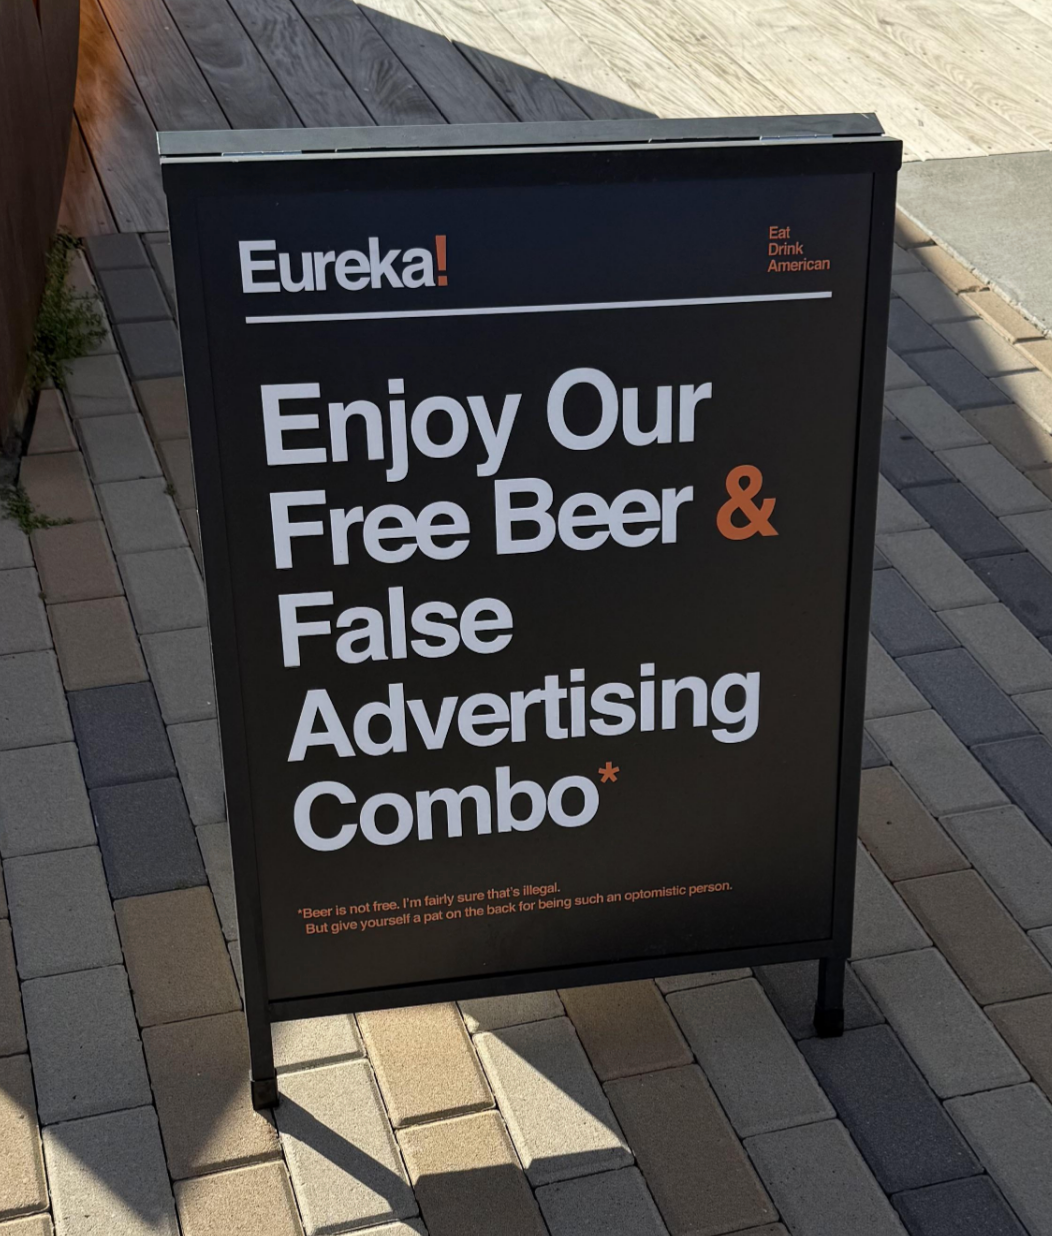 Eureka!
Eat
Drink
American
Enjoy Our
Free Beer &
False
Advertising
Combo*
*Beer is not free. I'm fairly sure that's illegal.
But give yourself a pat on the back for being such an optomistic person.